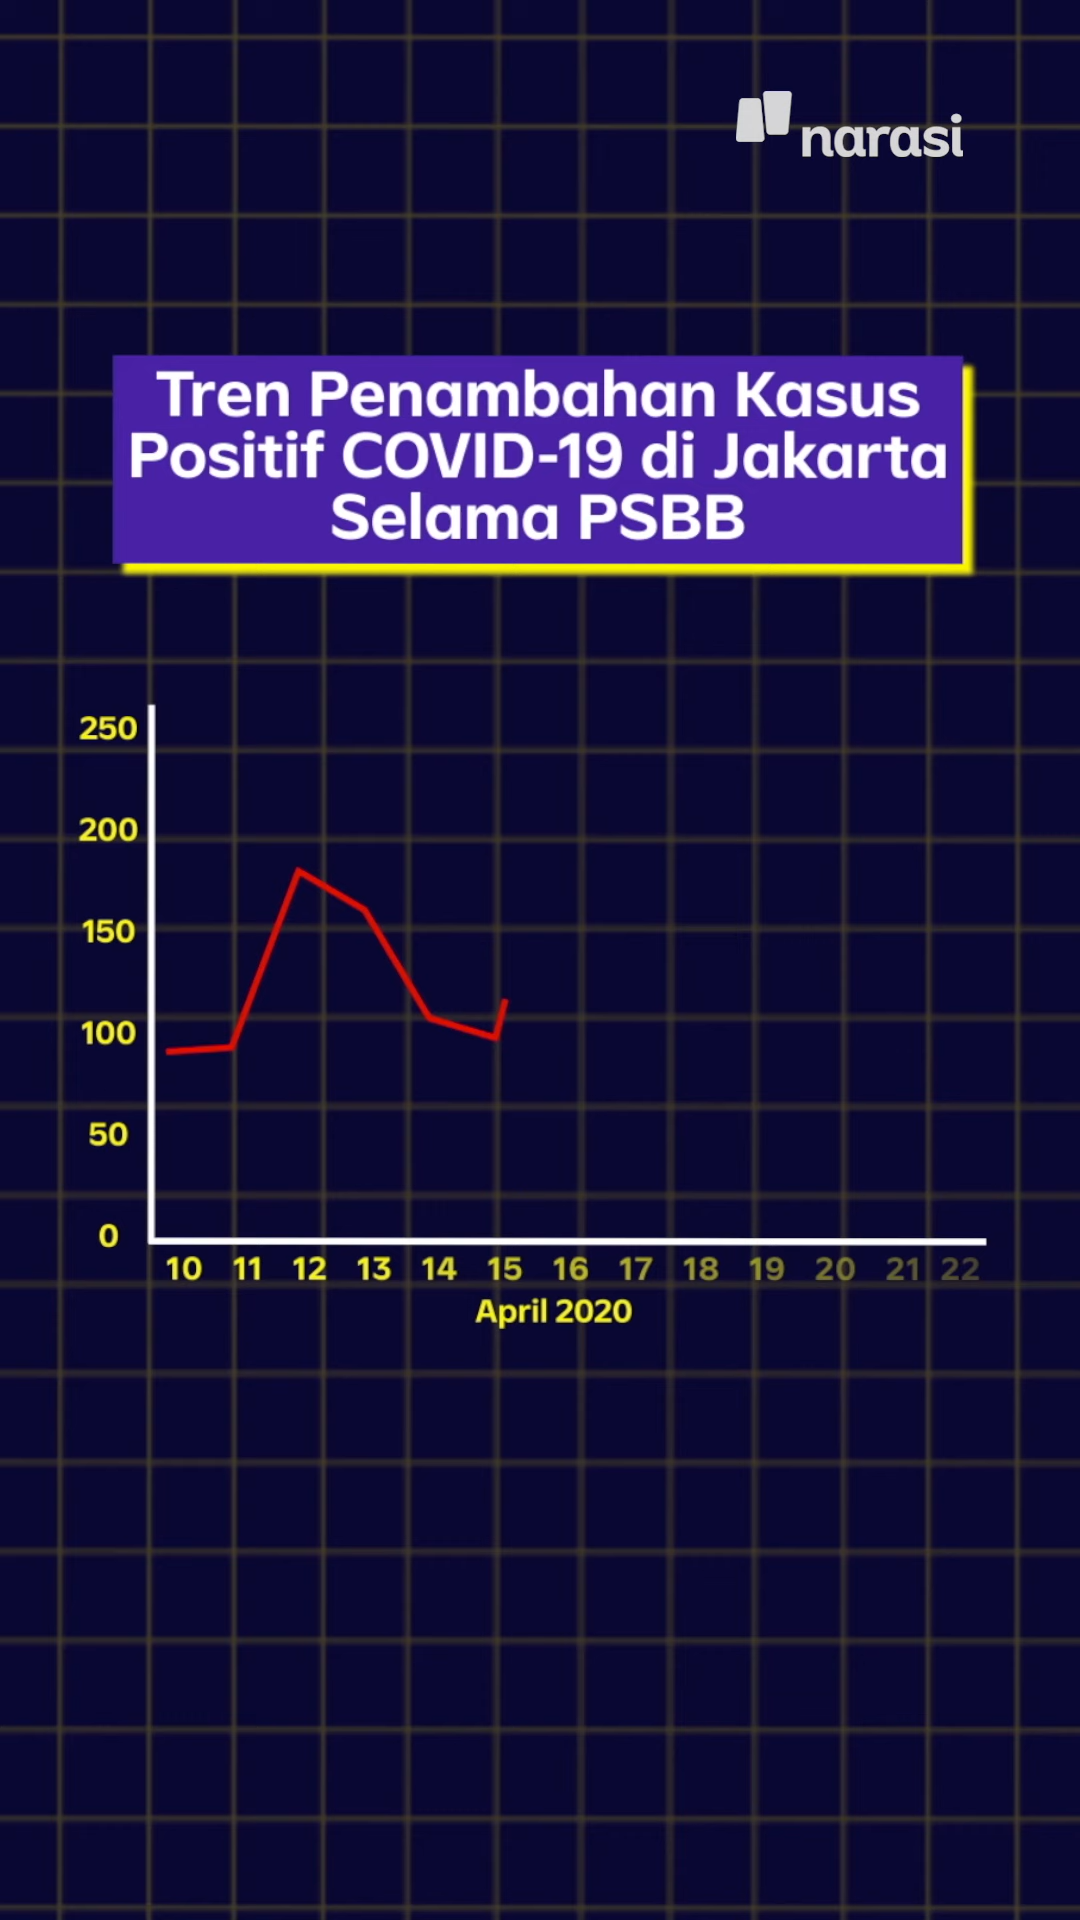 narasi
Tren Penambahan Kasus
Positif COVID-19 di Jakarta
Selama PSBB
250
200
150
100
50
0
10 11 12 13 14 15 16 17 18 19 20 21 22
April 2020